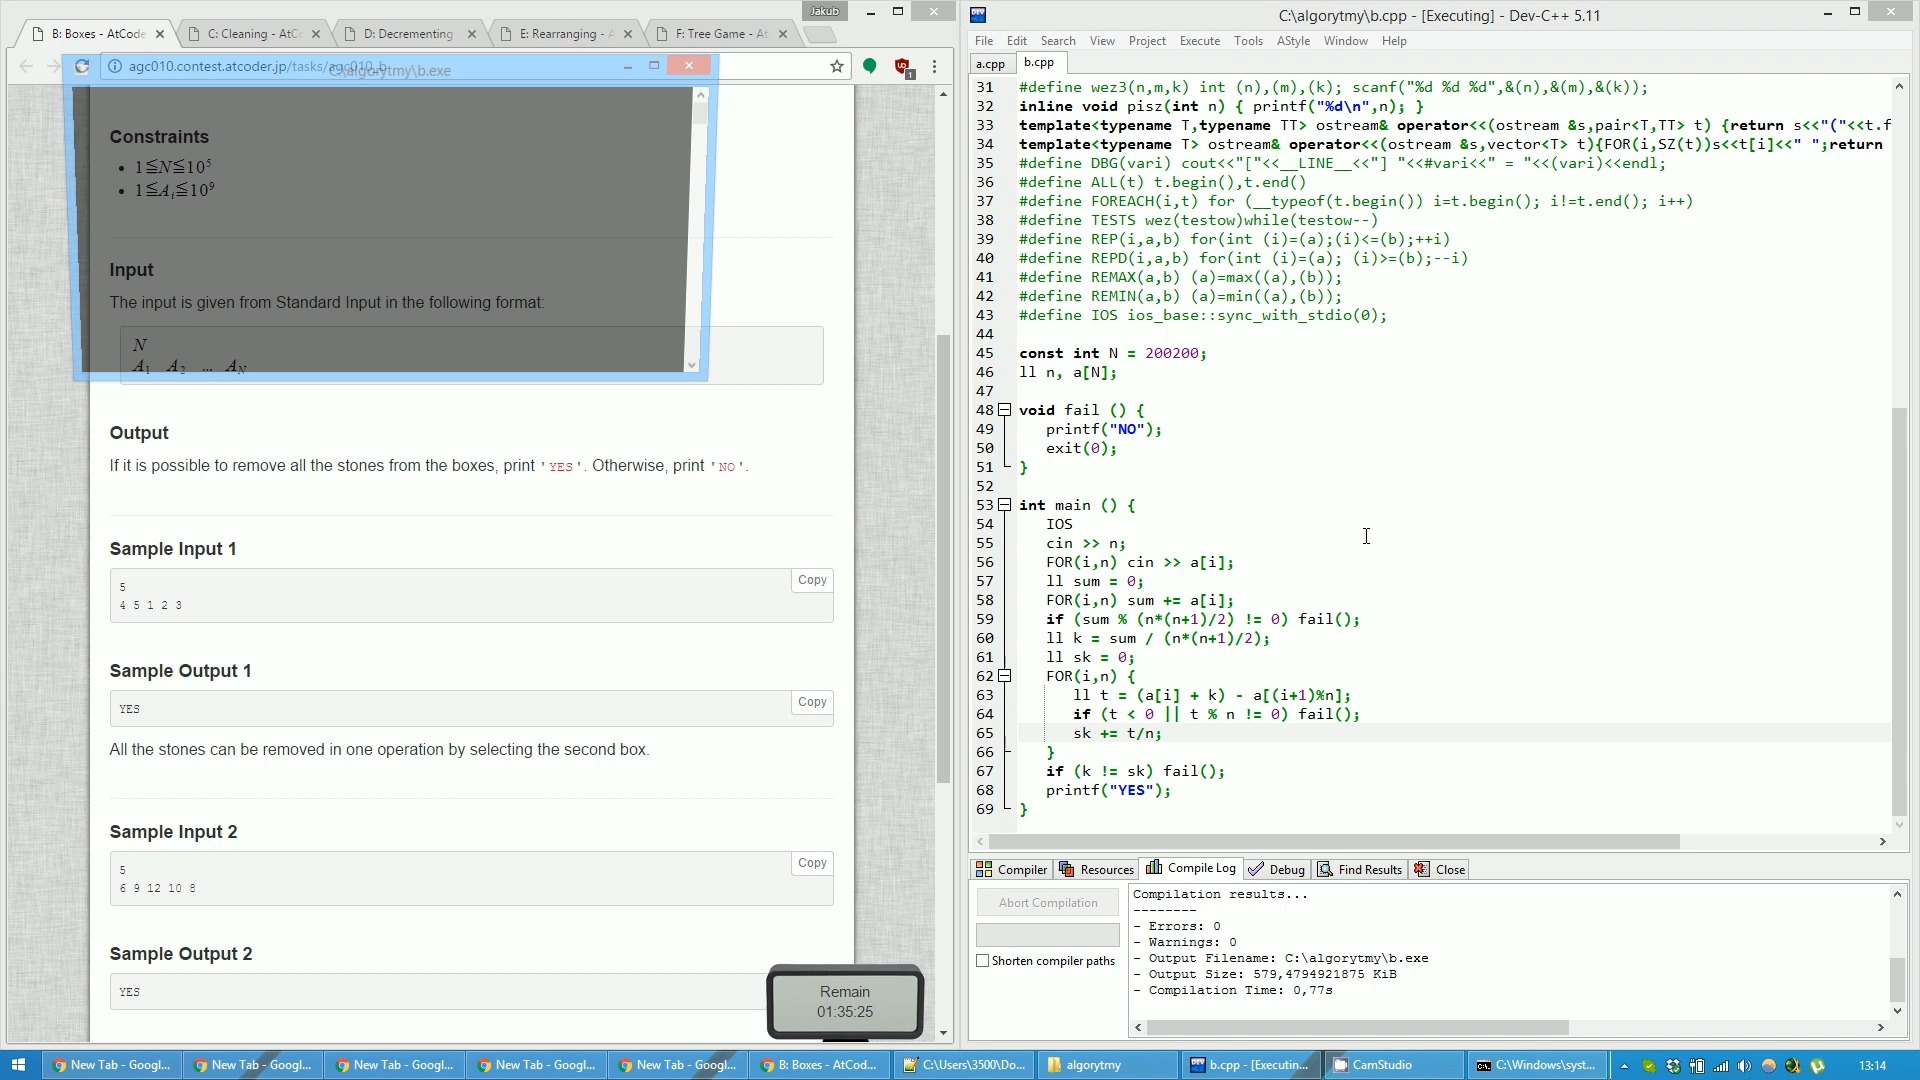 Jakub
B: Boxes - AtCode
C: Cleaning - AtC
D: Decrementing
E: Rearranging - A
F: Tree Game - At
agc010.contest.atcoder.jp/tasks/agc010_b
C:\algorytmy\b.exe
Constraints
1≦N≦10⁵
1≦Aᵢ≦10⁹
Input
The input is given from Standard Input in the following format:
N
A₁ A₂ ... A_N
Output
If it is possible to remove all the stones from the boxes, print 'YES'. Otherwise, print 'NO'.
Sample Input 1
Copy
5
4 5 1 2 3
Sample Output 1
Copy
YES
All the stones can be removed in one operation by selecting the second box.
Sample Input 2
Copy
5
6 9 12 10 8
Sample Output 2
YES
Remain
01:35:25
C:\algorytmy\b.cpp - [Executing] - Dev-C++ 5.11
File Edit Search View Project Execute Tools AStyle Window Help
a.cpp b.cpp
31 #define wez3(n,m,k) int (n),(m),(k); scanf("%d %d %d",&(n),&(m),&(k));
32 inline void pisz(int n) { printf("%d\n",n); }
33 template<typename T,typename TT> ostream& operator<<(ostream &s,pair<T,TT> t) {return s<<"("<<t.f
34 template<typename T> ostream& operator<<(ostream &s,vector<T> t){FOR(i,SZ(t))s<<t[i]<<" ";return
35 #define DBG(vari) cout<<"["<<__LINE__<<"] "<<#vari<<" = "<<(vari)<<endl;
36 #define ALL(t) t.begin(),t.end()
37 #define FOREACH(i,t) for (__typeof(t.begin()) i=t.begin(); i!=t.end(); i++)
38 #define TESTS wez(testow)while(testow--)
39 #define REP(i,a,b) for(int (i)=(a);(i)<=(b);++i)
40 #define REPD(i,a,b) for(int (i)=(a); (i)>=(b);--i)
41 #define REMAX(a,b) (a)=max((a),(b));
42 #define REMIN(a,b) (a)=min((a),(b));
43 #define IOS ios_base::sync_with_stdio(0);
44
45 const int N = 200200;
46 ll n, a[N];
47
48 void fail () {
49 printf("NO");
50 exit(0);
51 }
52
53 int main () {
54 IOS
55 cin >> n;
56 FOR(i,n) cin >> a[i];
57 ll sum = 0;
58 FOR(i,n) sum += a[i];
59 if (sum % (n*(n+1)/2) != 0) fail();
60 ll k = sum / (n*(n+1)/2);
61 ll sk = 0;
62 FOR(i,n) {
63 ll t = (a[i] + k) - a[(i+1)%n];
64 if (t < 0 || t % n != 0) fail();
65 sk += t/n;
66 }
67 if (k != sk) fail();
68 printf("YES");
69 }
Compiler Resources Compile Log Debug Find Results Close
Abort Compilation
Shorten compiler paths
Compilation results...
--------
- Errors: 0
- Warnings: 0
- Output Filename: C:\algorytmy\b.exe
- Output Size: 579,4794921875 KiB
- Compilation Time: 0,77s
New Tab - Googl...
New Tab - Googl...
New Tab - Googl...
New Tab - Googl...
New Tab - Googl...
B: Boxes - AtCod...
C:\Users\3500\Do...
algorytmy
b.cpp - [Executin...
CamStudio
C:\Windows\syst...
13:14